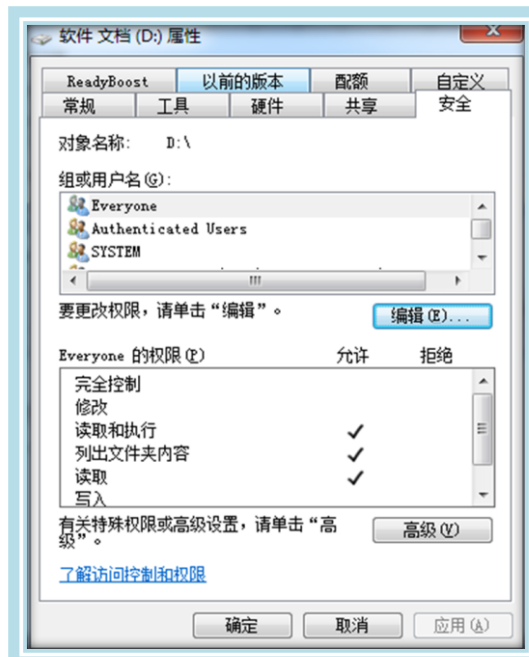 软件 文档 (D:) 属性
ReadyBoost 以前的版本 配额 自定义
常规 工具 硬件 共享 安全
对象名称: D:\
组或用户名(G):
Everyone
Authenticated Users
SYSTEM
要更改权限，请单击“编辑”。
编辑(E)...
Everyone 的权限(P) 允许 拒绝
完全控制
修改
读取和执行
列出文件夹内容
读取
写入
有关特殊权限或高级设置，请单击“高
级”。
高级(V)
了解访问控制和权限
确定 取消 应用(A)